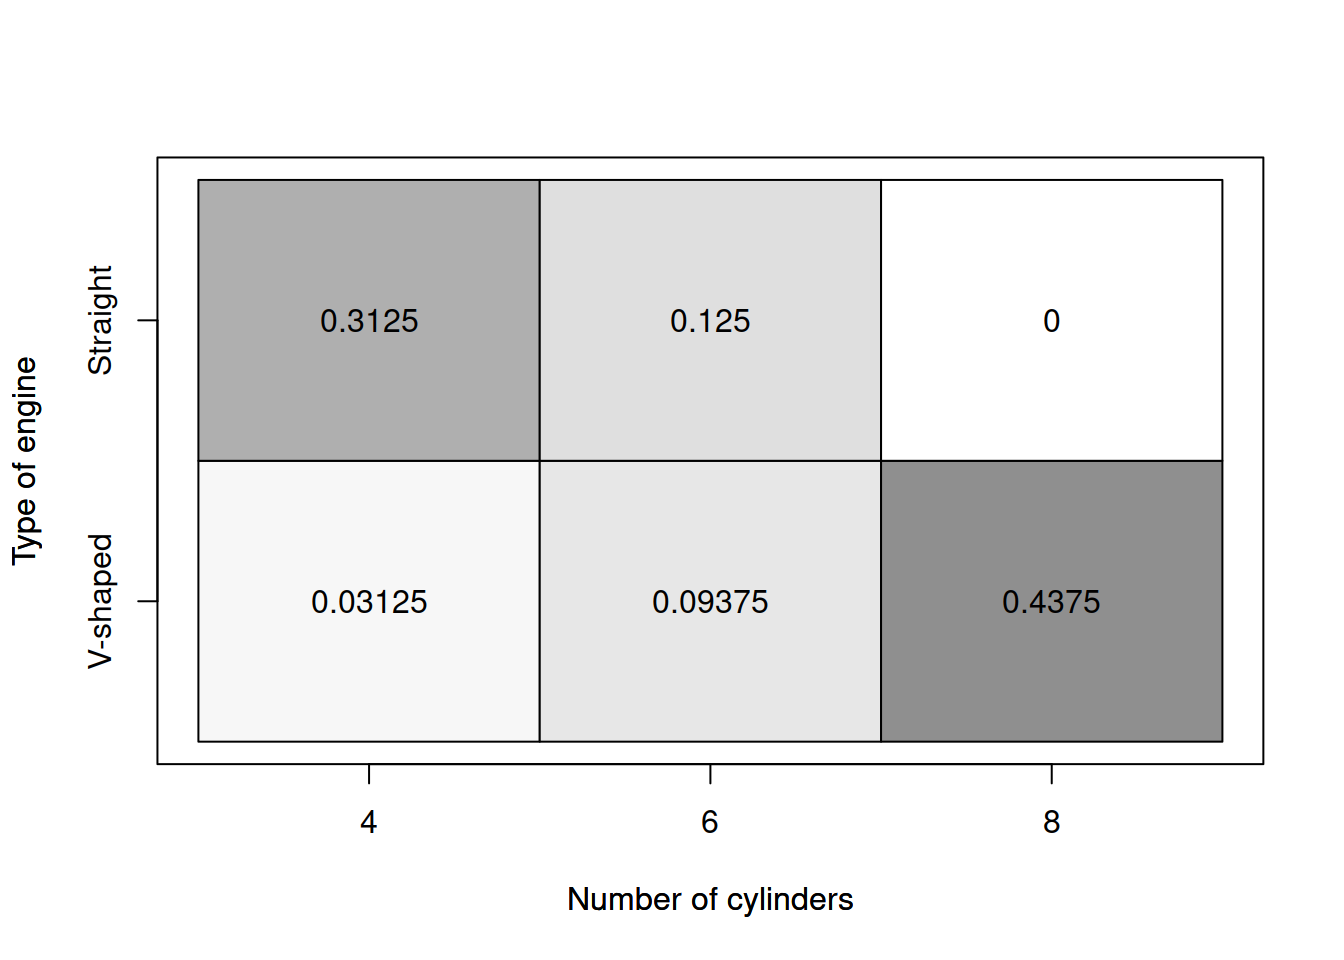 Type of engine
Straight
0.3125 0.125 0
V-shaped
0.03125 0.09375 0.4375
4 6 8
Number of cylinders